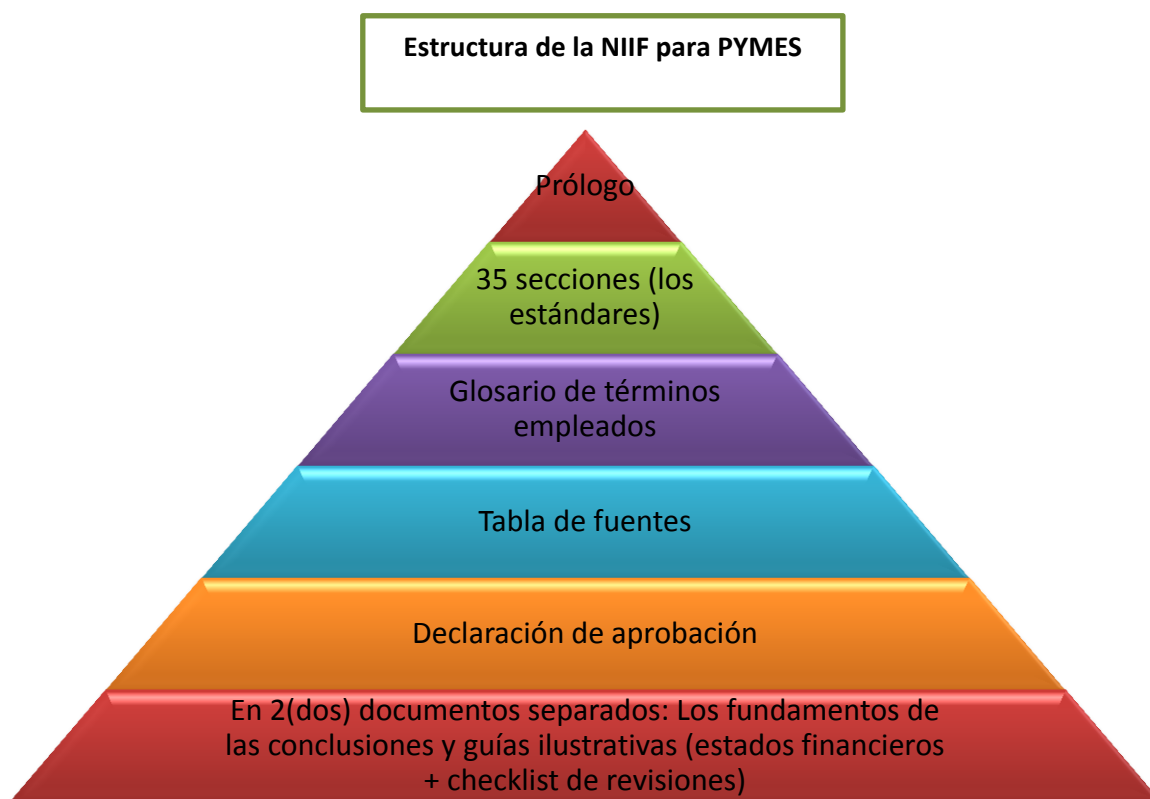 Estructura de la NIIF para PYMES
Prólogo
35 secciones (los
estándares)
Glosario de términos
empleados
Tabla de fuentes
Declaración de aprobación
En 2(dos) documentos separados: Los fundamentos de
las conclusiones y guías ilustrativas (estados financieros
+ checklist de revisiones)